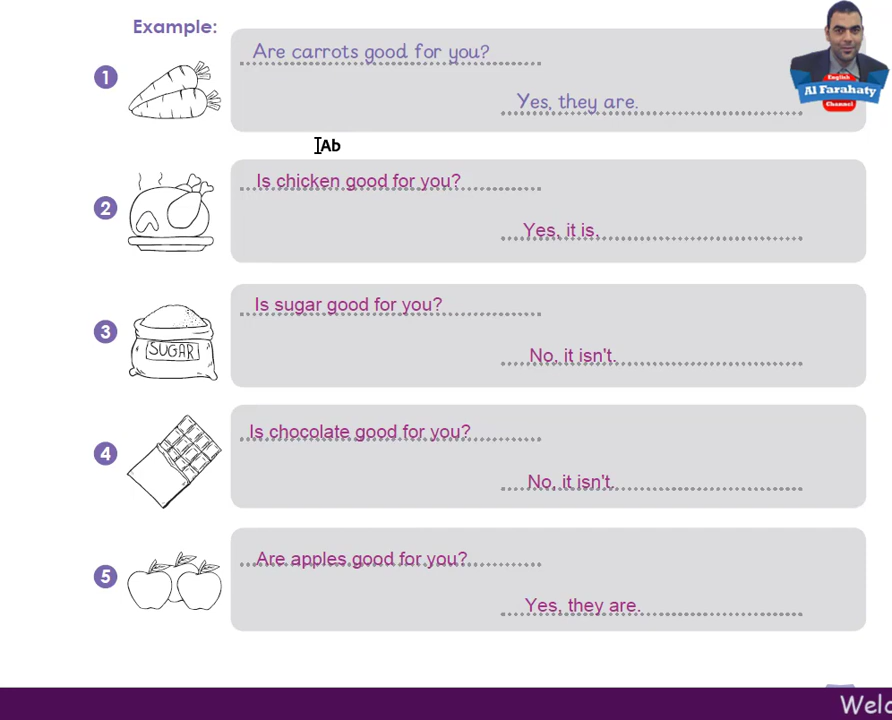 Example:
English
Al Farahaty
Channel
1
Are carrots good for you?
Yes, they are.
Ab
2
Is chicken good for you?
Yes, it is.
3
SUGAR
Is sugar good for you?
No, it isn't.
4
Is chocolate good for you?
No, it isn't.
5
Are apples good for you?
Yes, they are.